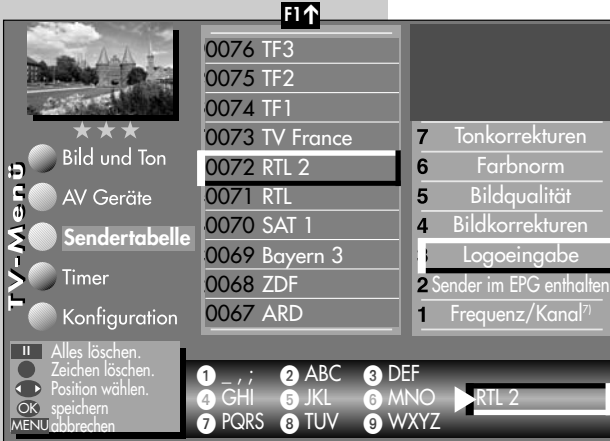 F1↑
TV-Menü
Bild und Ton
AV Geräte
Sendertabelle
Timer
Konfiguration
0076 TF3
0075 TF2
0074 TF1
0073 TV France
0072 RTL 2
0071 RTL
0070 SAT 1
0069 Bayern 3
0068 ZDF
0067 ARD
7 Tonkorrekturen
6 Farbnorm
5 Bildqualität
4 Bildkorrekturen
3 Logoeingabe
2 Sender im EPG enthalten
1 Frequenz/Kanal7)
II Alles löschen.
Zeichen löschen.
Position wählen.
OK speichern
MENU abbrechen
1 _ , ; 2 ABC 3 DEF
4 GHI 5 JKL 6 MNO
7 PQRS 8 TUV 9 WXYZ
RTL 2